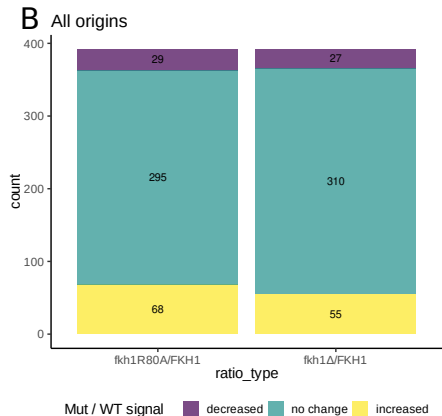 B All origins
400
300
200
100
0
count
29
27
295
310
68
55
fkh1R80A/FKH1
fkh1Δ/FKH1
ratio_type
Mut / WT signal decreased no change increased